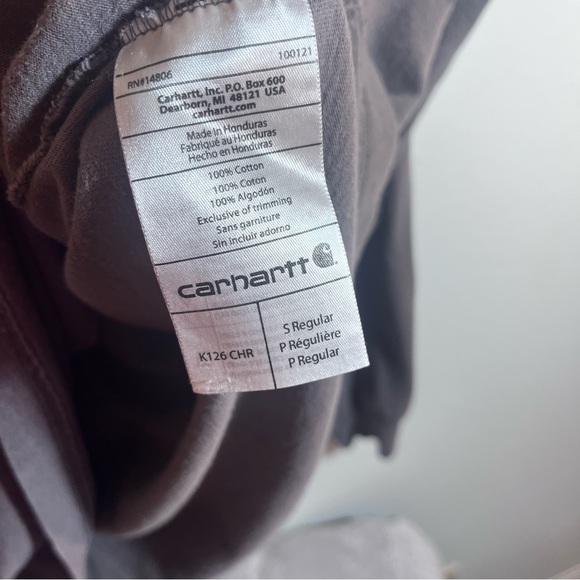 RN#14806 100121
Carhartt, Inc. P.O. Box 600
Dearborn, MI 48121 USA
carhartt.com
Made in Honduras
Fabriqué au Honduras
Hecho en Honduras
100% Cotton
100% Coton
100% Algodón
Exclusive of trimming
Sans garniture
Sin incluir adorno
carhartt
K126 CHR
S Regular
P Régulière
P Regular